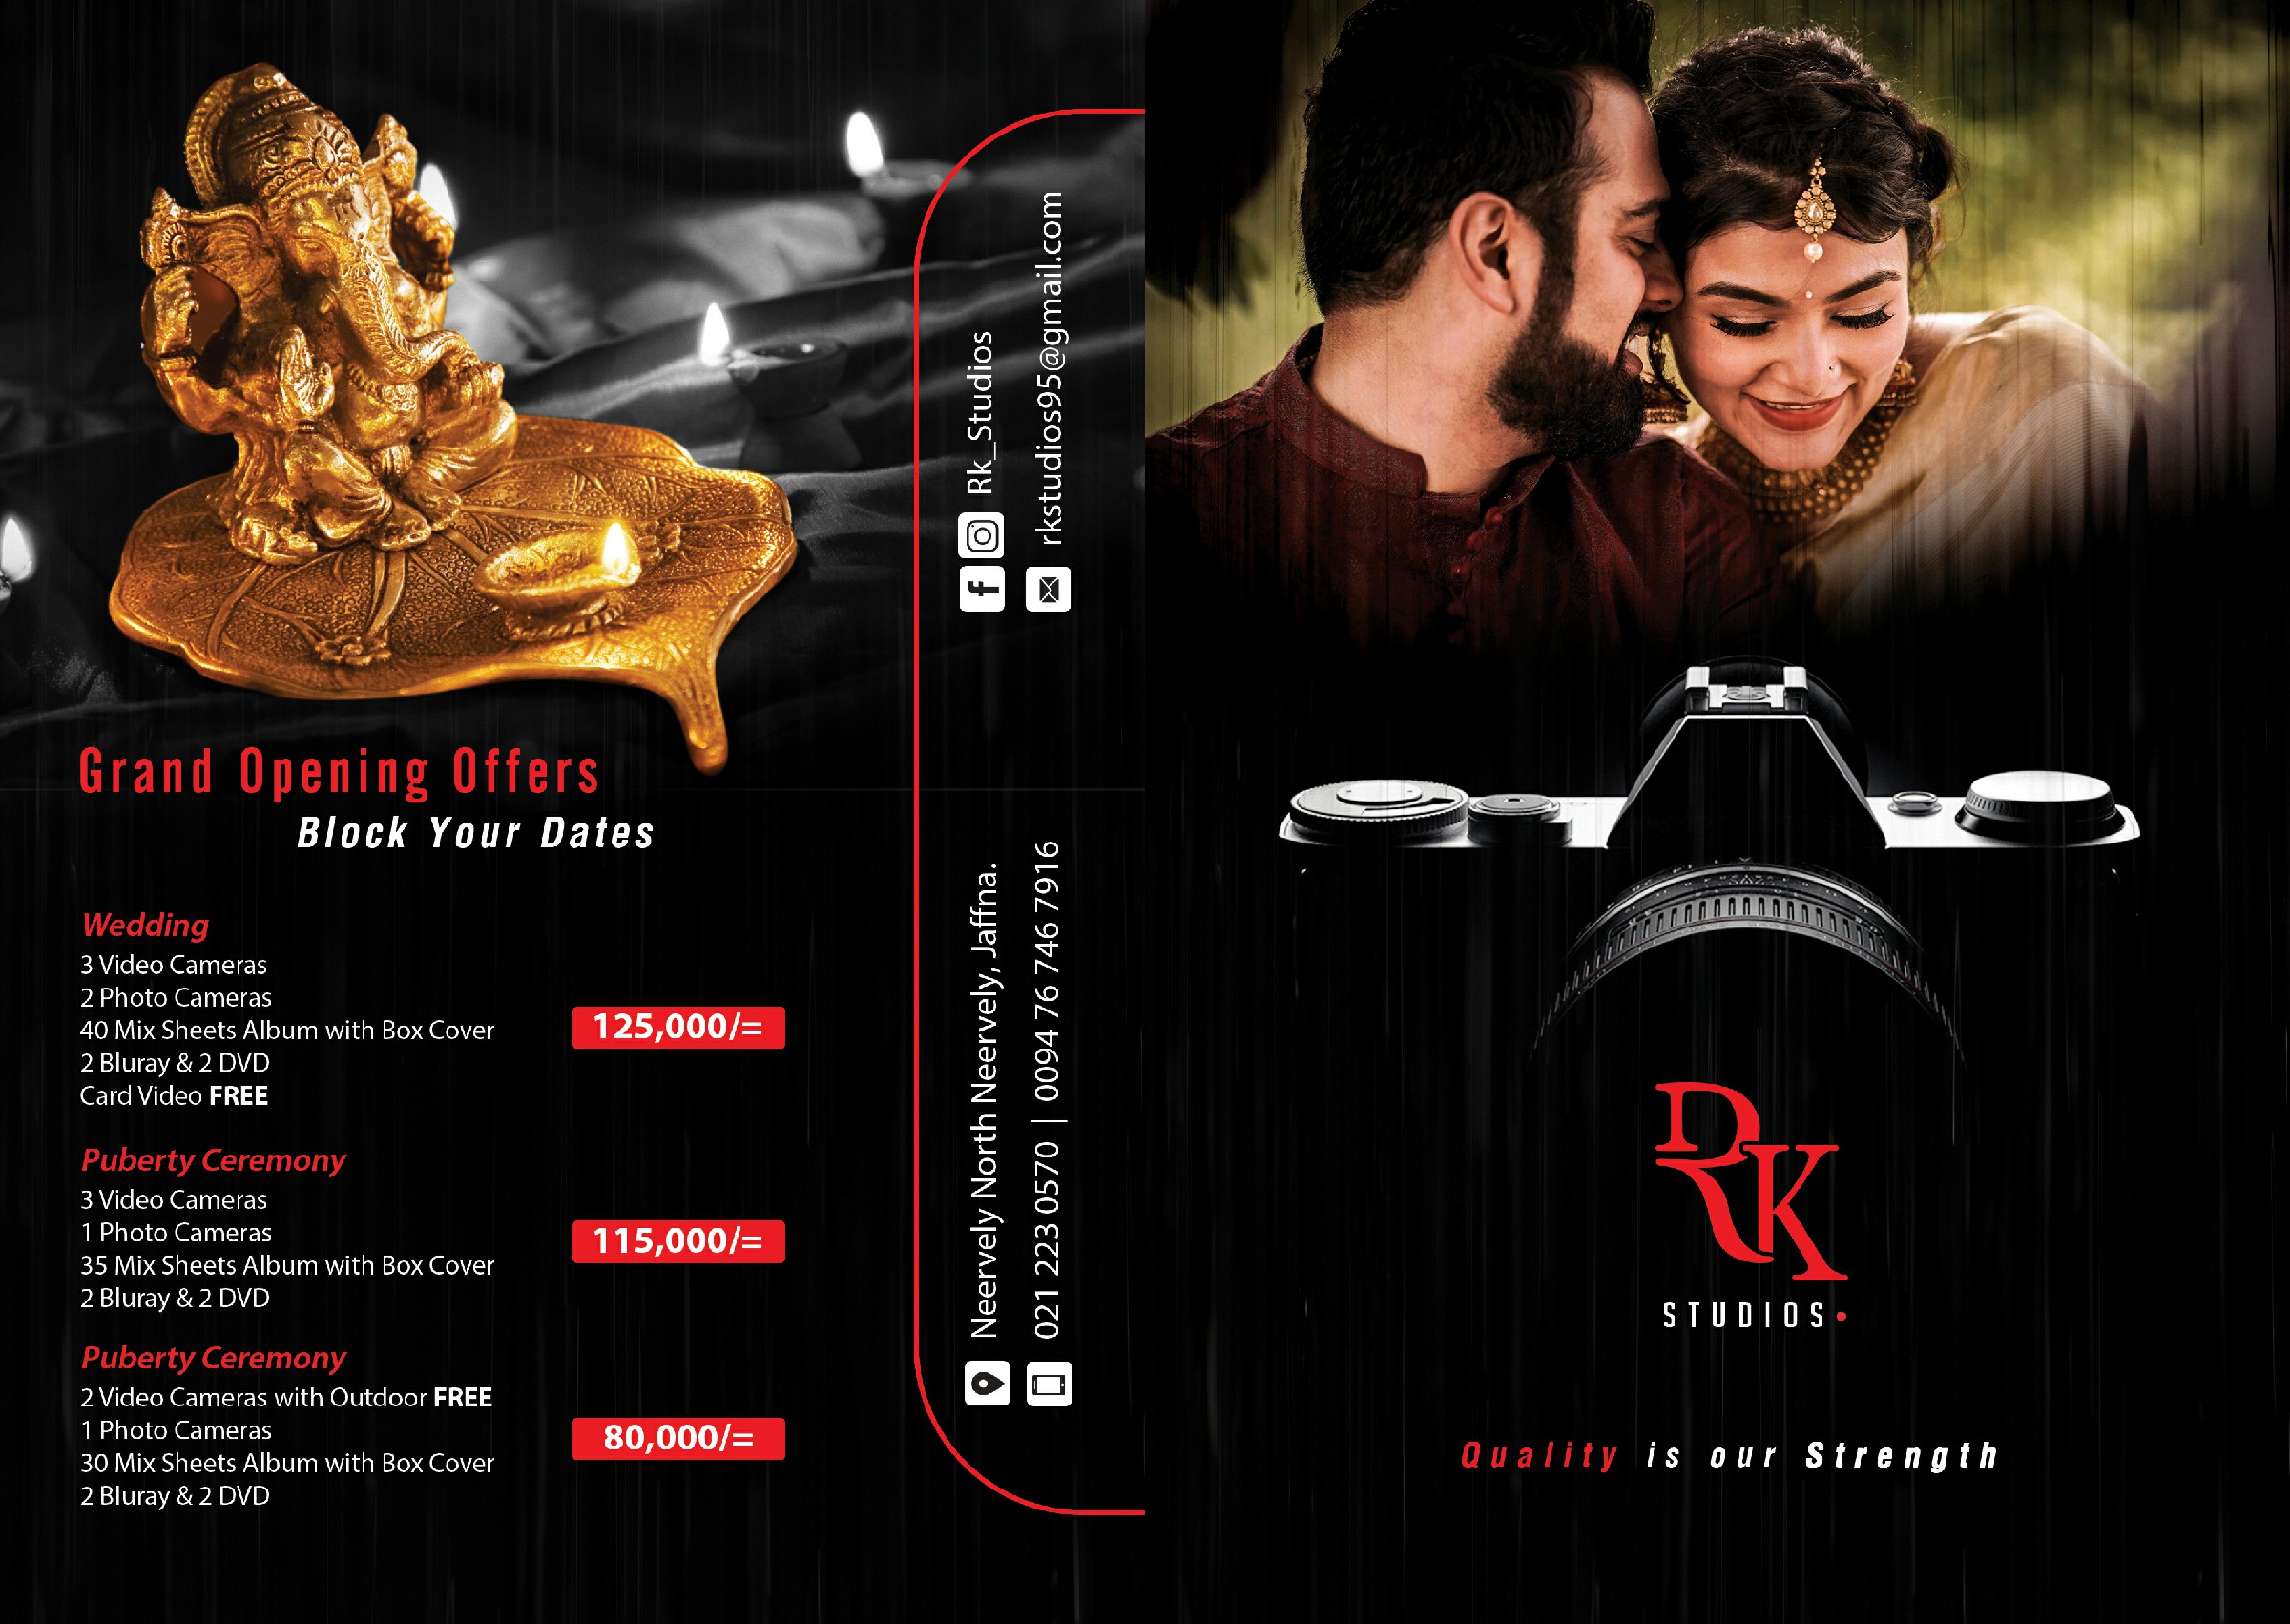 Grand Opening Offers
Block Your Dates
Wedding
3 Video Cameras
2 Photo Cameras
40 Mix Sheets Album with Box Cover
2 Bluray & 2 DVD
Card Video FREE
125,000/=
Puberty Ceremony
3 Video Cameras
1 Photo Cameras
35 Mix Sheets Album with Box Cover
2 Bluray & 2 DVD
115,000/=
Puberty Ceremony
2 Video Cameras with Outdoor FREE
1 Photo Cameras
30 Mix Sheets Album with Box Cover
2 Bluray & 2 DVD
80,000/=
Rk_Studios
rkstudios95@gmail.com
Neervely North Neervely, Jaffna.
021 223 0570 | 0094 76 746 7916
RK
STUDIOS
Quality is our Strength